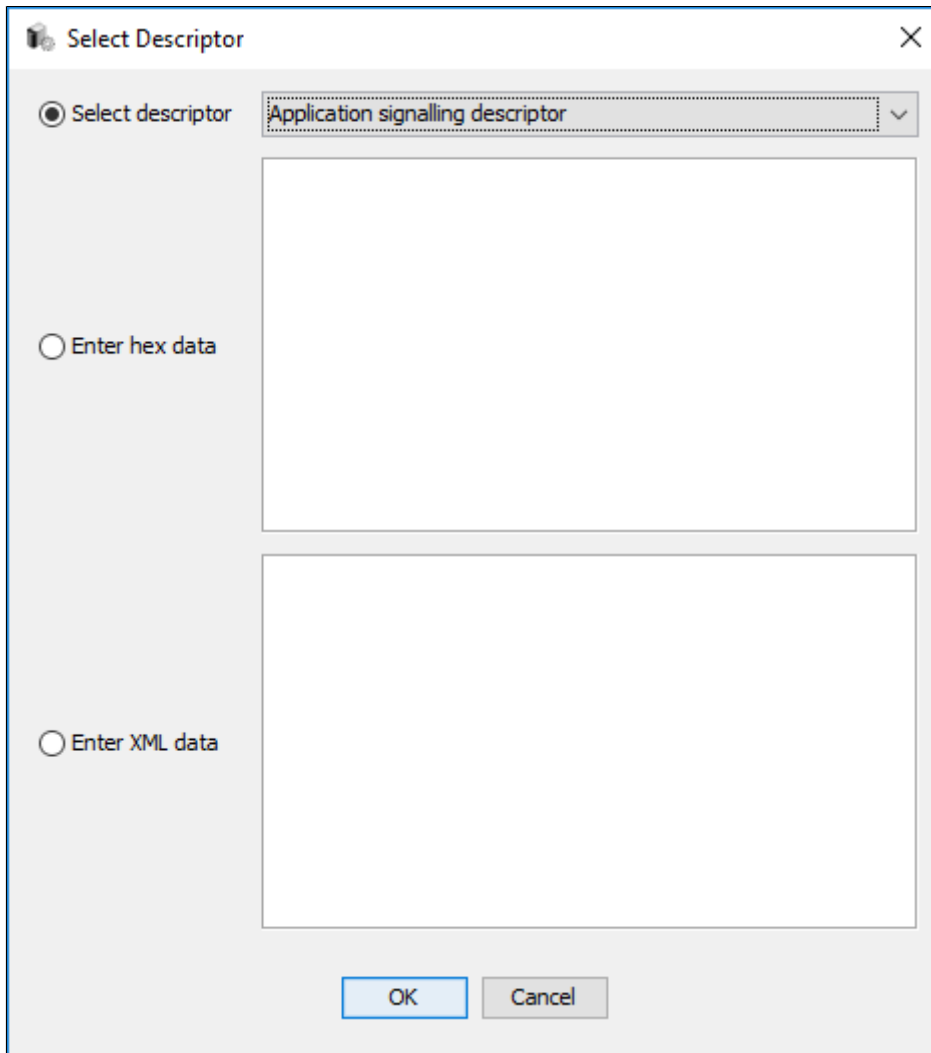 Select Descriptor
Select descriptor
Application signalling descriptor
Enter hex data
Enter XML data
OK
Cancel